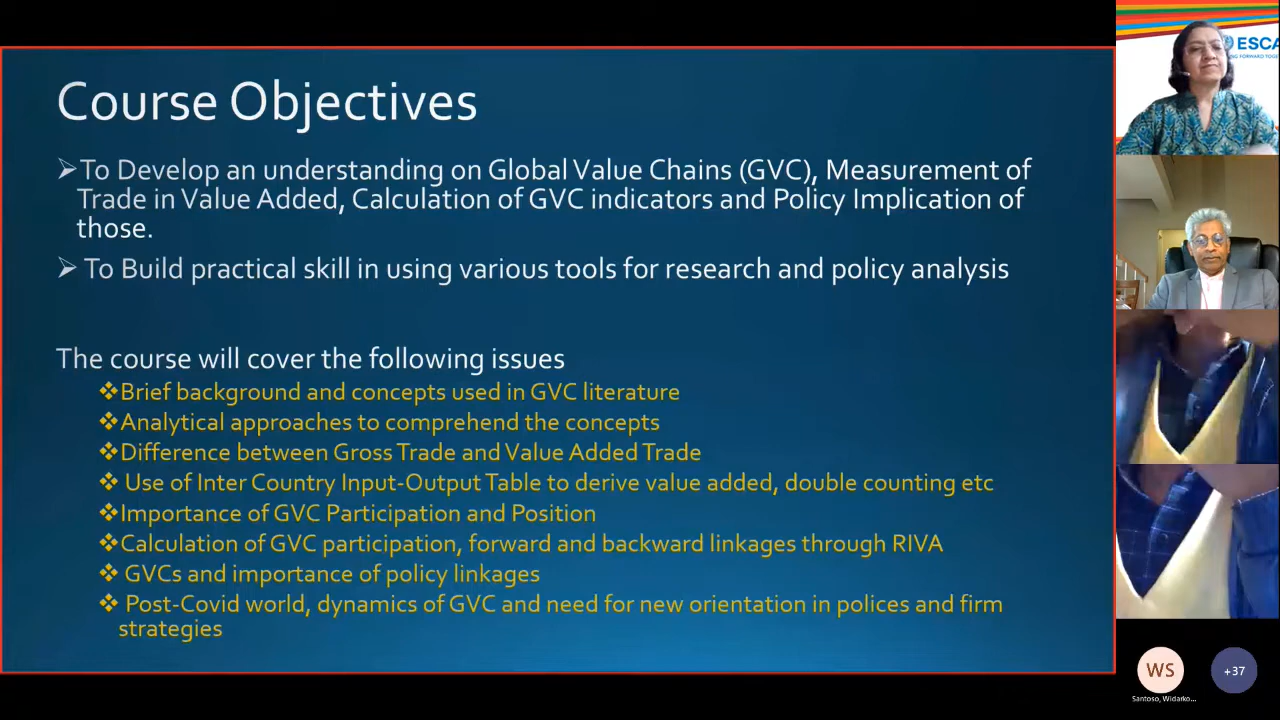 Course Objectives
To Develop an understanding on Global Value Chains (GVC), Measurement of
Trade in Value Added, Calculation of GVC indicators and Policy Implication of
those.
To Build practical skill in using various tools for research and policy analysis
The course will cover the following issues
Brief background and concepts used in GVC literature
Analytical approaches to comprehend the concepts
Difference between Gross Trade and Value Added Trade
Use of Inter Country Input-Output Table to derive value added, double counting etc
Importance of GVC Participation and Position
Calculation of GVC participation, forward and backward linkages through RIVA
GVCs and importance of policy linkages
Post-Covid world, dynamics of GVC and need for new orientation in polices and firm
strategies
ESCA
FORWARD TOGE
WS
+37
Santoso, Widarko...